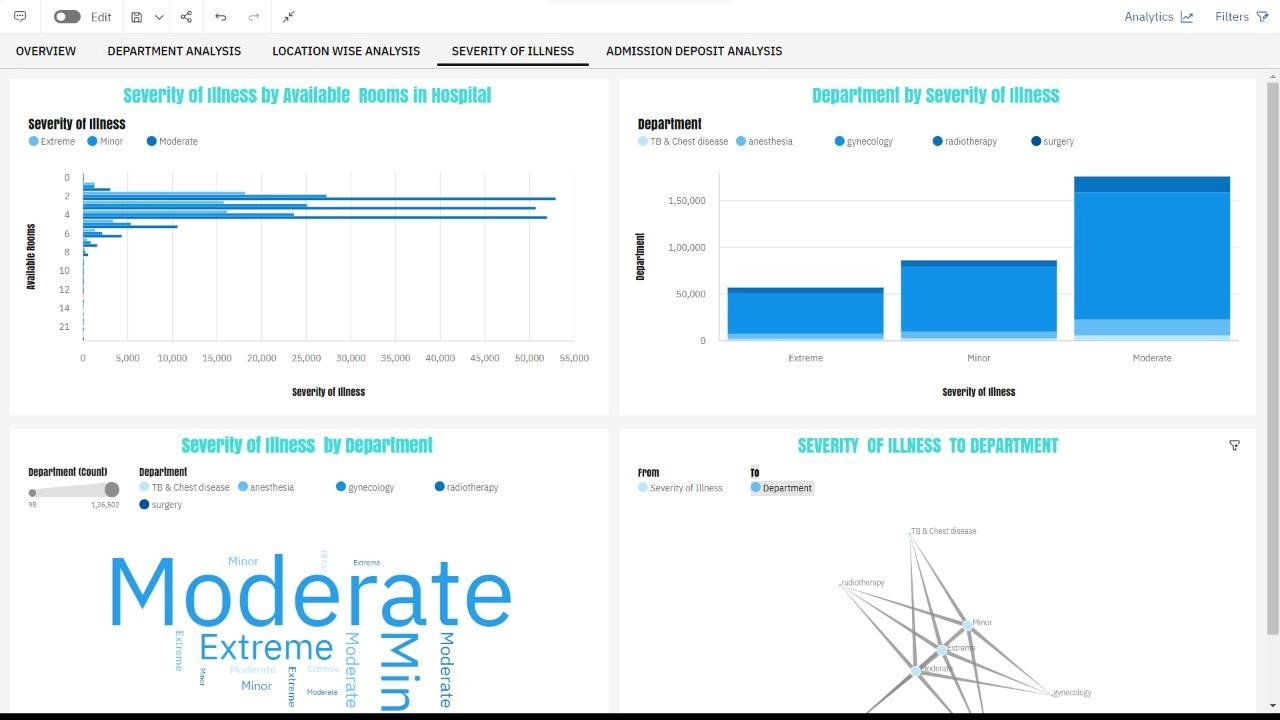 Edit
Analytics
Filters
OVERVIEW
DEPARTMENT ANALYSIS
LOCATION WISE ANALYSIS
SEVERITY OF ILLNESS
ADMISSION DEPOSIT ANALYSIS
Severity of Illness by Available Rooms in Hospital
Severity of Illness
Extreme Minor Moderate
Available Rooms
0
2
4
6
8
10
12
14
21
0 5,000 10,000 15,000 20,000 25,000 30,000 35,000 40,000 45,000 50,000 55,000
Severity of Illness
Department by Severity of Illness
Department
TB & Chest disease anesthesia gynecology radiotherapy surgery
Department
1,50,000
1,00,000
50,000
0
Extreme Minor Moderate
Severity of Illness
Severity of Illness by Department
Department (Count)
98 1,36,502
Department
TB & Chest disease anesthesia gynecology radiotherapy
surgery
Minor
Minor
Extreme
Moderate
Extreme
Extreme
Minor
Moderate
Extreme
Minor
Extreme
Moderate
Moderate
Min
Moderate
SEVERITY OF ILLNESS TO DEPARTMENT
From To
Severity of Illness Department
TB & Chest disease
radiotherapy
Minor
Extreme
Moderate
gynecology